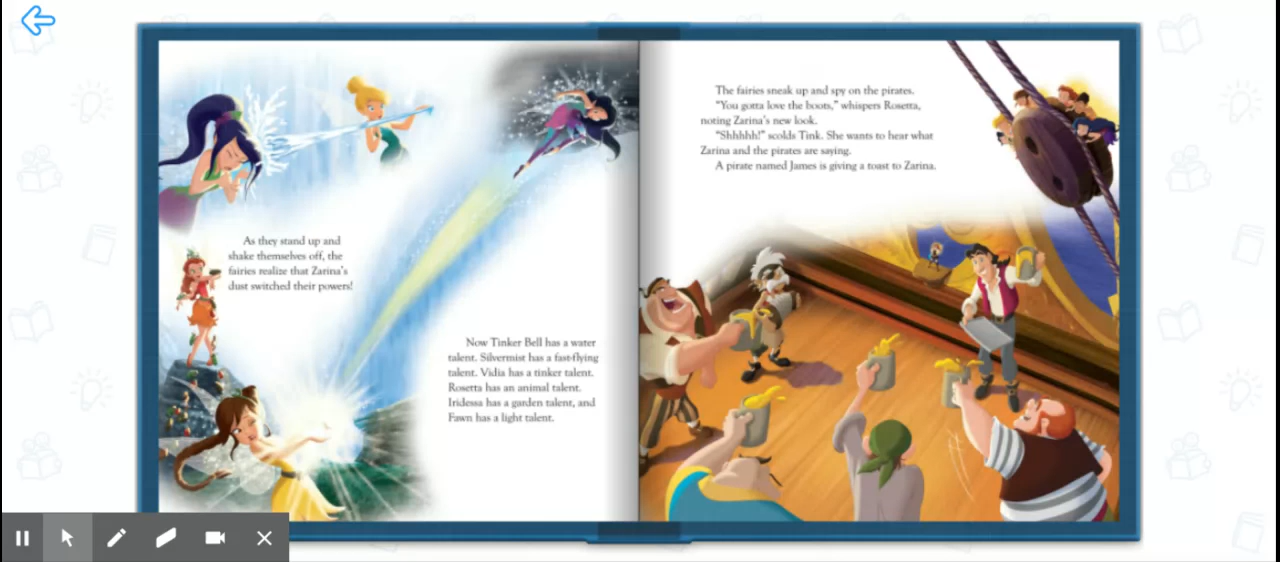 As they stand up and
shake themselves off, the
fairies realize that Zarina's
dust switched their powers!
Now Tinker Bell has a water
talent. Silvermist has a fast-flying
talent. Vidia has a tinker talent.
Rosetta has an animal talent.
Iridessa has a garden talent, and
Fawn has a light talent.
The fairies sneak up and spy on the pirates.
"You gotta love the boots," whispers Rosetta,
noting Zarina's new look.
"Shhhhh!" scolds Tink. She wants to hear what
Zarina and the pirates are saying.
A pirate named James is giving a toast to Zarina.